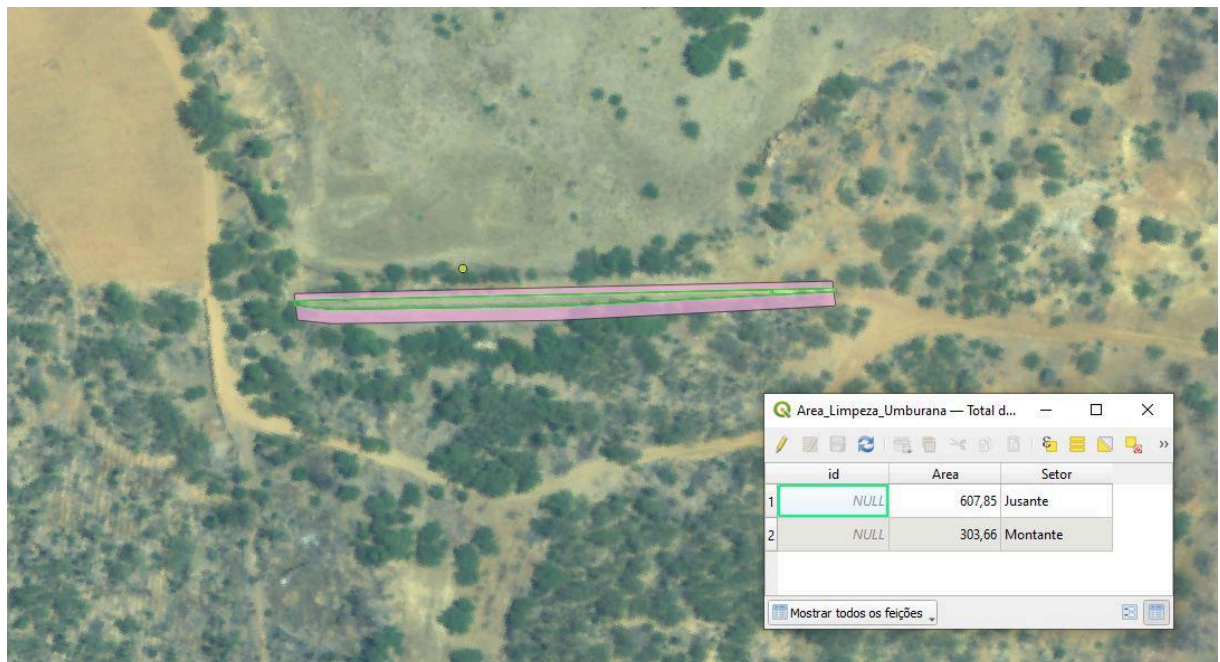 Area_Limpeza_Umburana — Total d...
id Area Setor
1 NULL 607,85 Jusante
2 NULL 303,66 Montante
Mostrar todos os feições